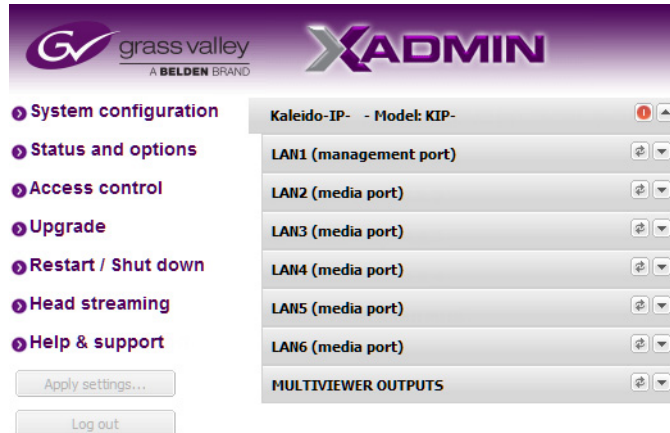 GV grass valley
A BELDEN BRAND
XADMIN
System configuration
Status and options
Access control
Upgrade
Restart / Shut down
Head streaming
Help & support
Apply settings...
Log out
Kaleido-IP- - Model: KIP-
LAN1 (management port)
LAN2 (media port)
LAN3 (media port)
LAN4 (media port)
LAN5 (media port)
LAN6 (media port)
MULTIVIEWER OUTPUTS